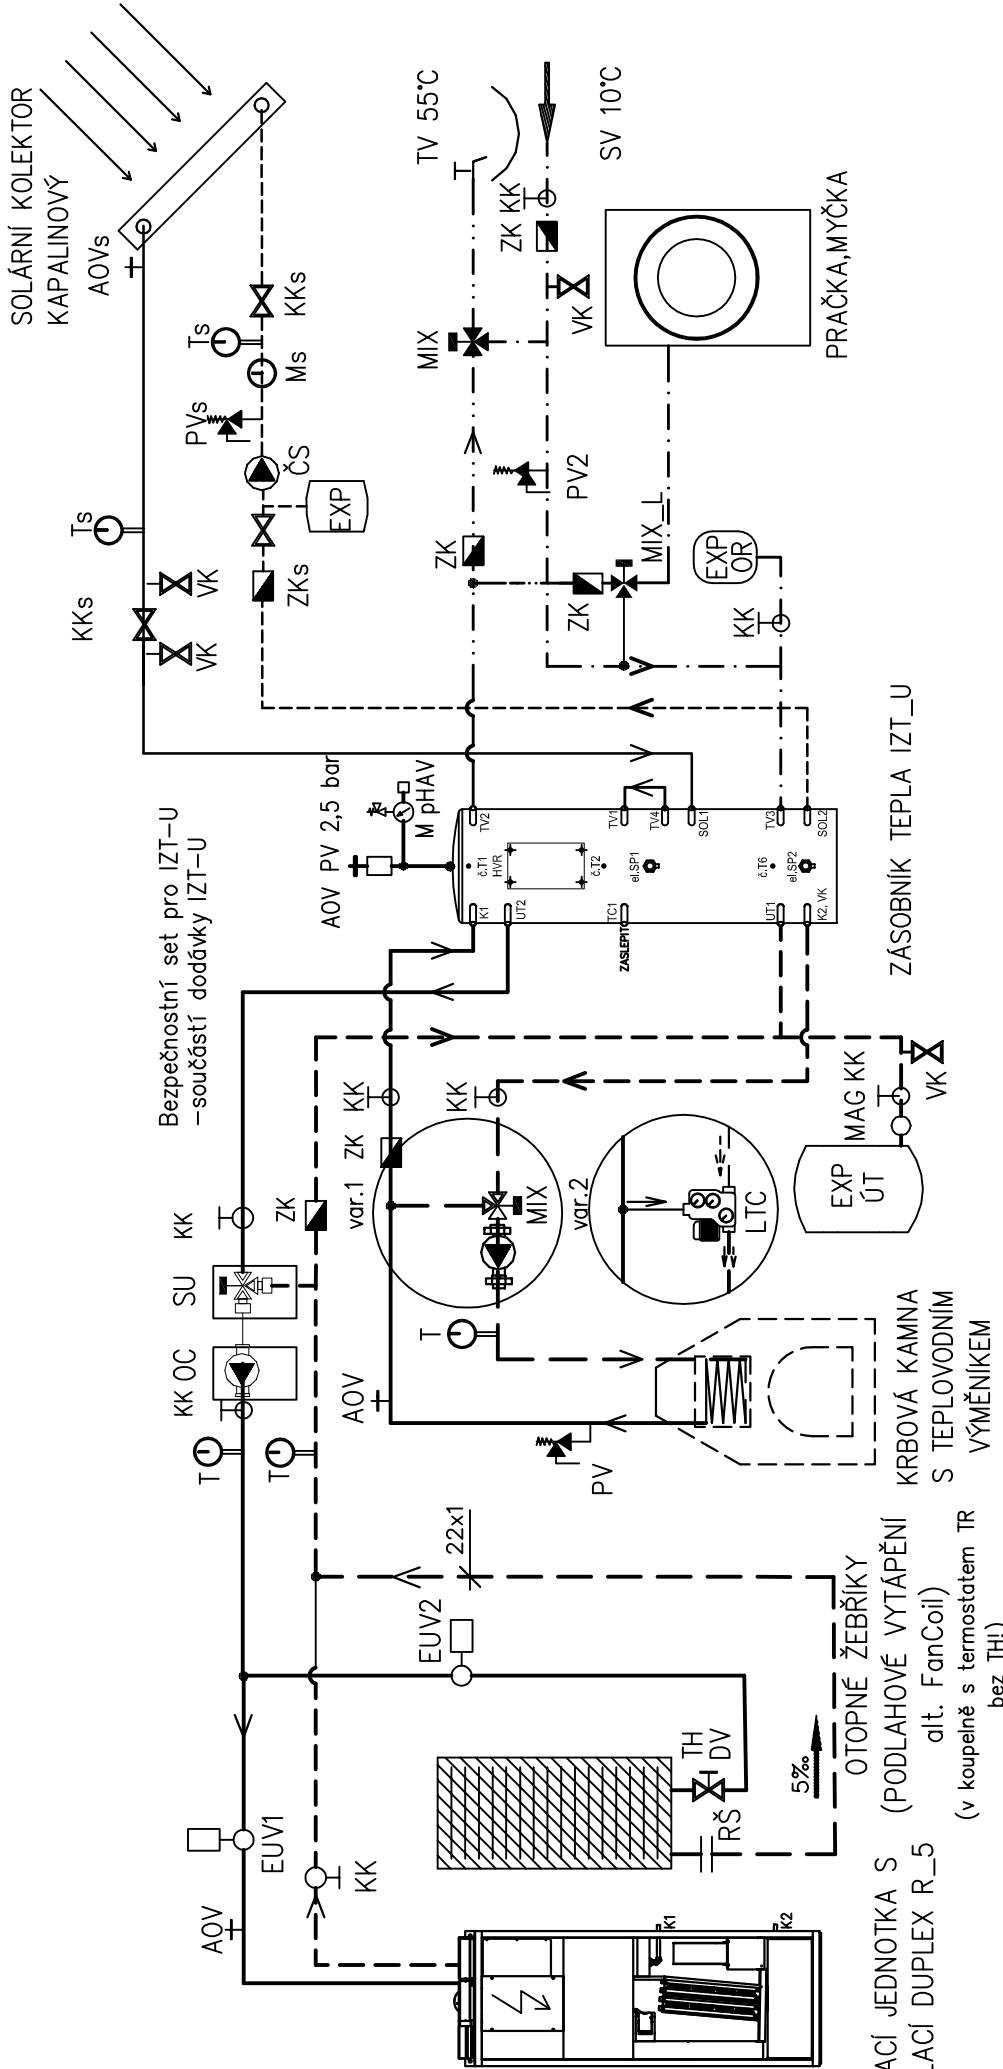 SOLÁRNÍ KOLEKTOR
KAPALINOVÝ
AOVs
Ts
KKs
VK
VK
Ts
KKs
Ms
PVs
ČS
EXP
ZKs
TV 55°C
SV 10°C
ZK KK
VK
MIX
PV2
ZK
ZK
MIX_L
PRAČKA,MYČKA
EXP
OR
KK
AOV PV 2,5 bar
M pHAV
Bezpečnostní set pro IZT-U
-součástí dodávky IZT-U
K1
UT2
TC1
ZASLEPIT
UT1
K2, VK
č.T1
HVR
č.T2
el.SP1
č.T6
el.SP2
TV2
TV1
TV4
SOL1
TV3
SOL2
ZÁSOBNÍK TEPLA IZT_U
KK
SU
KK OC
T
T
ZK
KK
ZK
var.1
KK
MIX
T
AOV
PV
var.2
LTC
MAG KK
VK
EXP
ÚT
KRBOVÁ KAMNA
S TEPLOVODNÍM
VÝMĚNÍKEM
22x1
EUV2
EUV1
AOV
KK
TH
DV
RŠ
5‰
OTOPNÉ ŽEBŘÍKY
(PODLAHOVÉ VYTÁPĚNÍ
alt. FanCoil)
(v koupelně s termostatem TR
bez TH!)
K1
K2
ACÍ JEDNOTKA S
LACÍ DUPLEX R_5